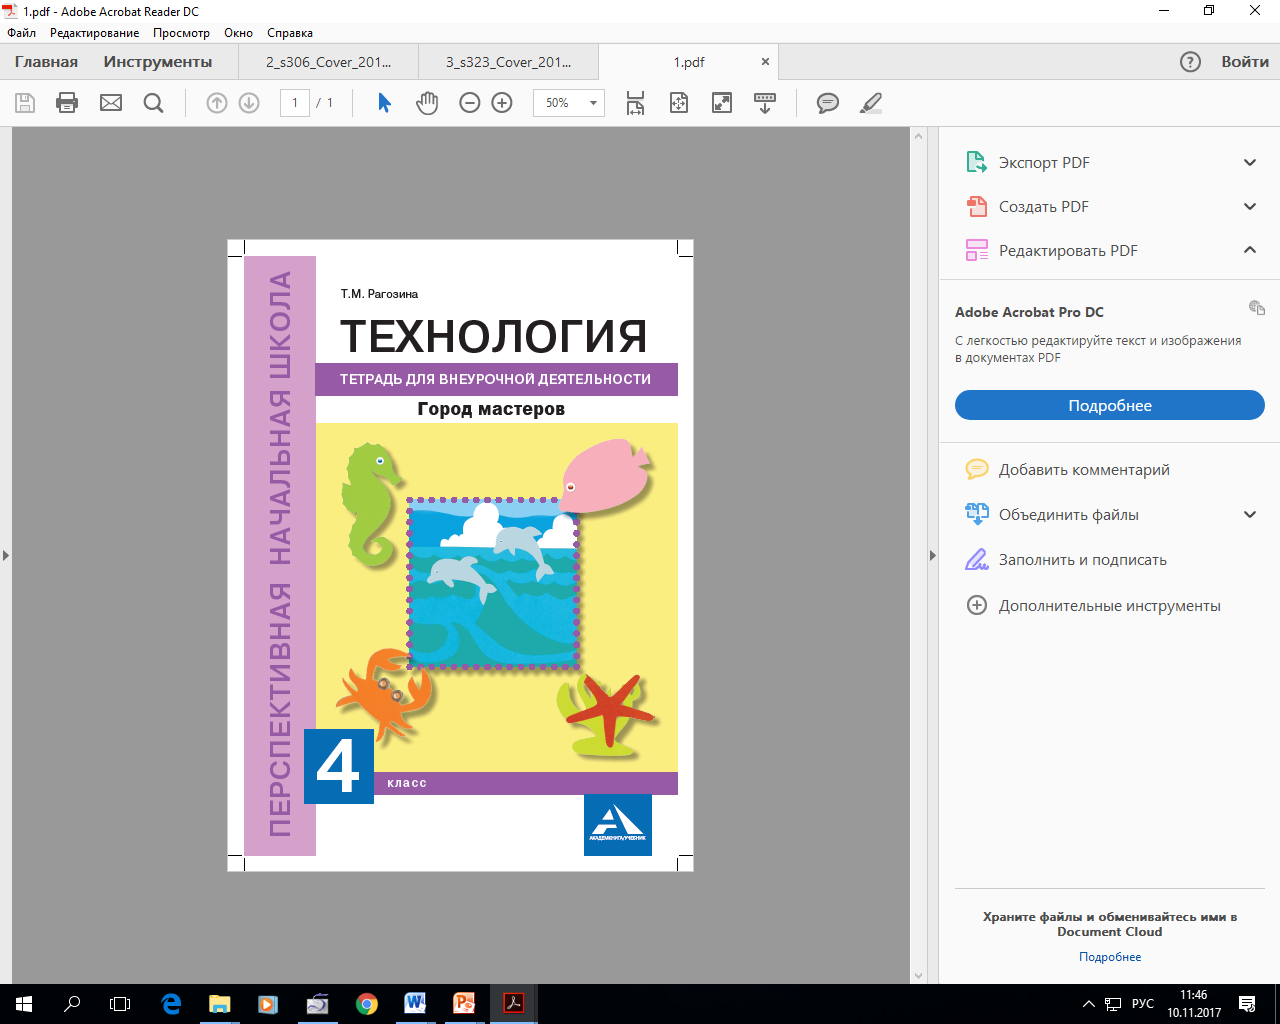 1.pdf - Adobe Acrobat Reader DC
Файл Редактирование Просмотр Окно Справка
Главная Инструменты 2_s306_Cover_201... 3_s323_Cover_201... 1.pdf × ? Войти
1 / 1 50%
Экспорт PDF
Создать PDF
Редактировать PDF
Adobe Acrobat Pro DC
С легкостью редактируйте текст и изображения
в документах PDF
Подробнее
Добавить комментарий
Объединить файлы
Заполнить и подписать
Дополнительные инструменты
Храните файлы и обменивайтесь ими в
Document Cloud
Подробнее
ПЕРСПЕКТИВНАЯ НАЧАЛЬНАЯ ШКОЛА
Т.М. Рагозина
ТЕХНОЛОГИЯ
ТЕТРАДЬ ДЛЯ ВНЕУРОЧНОЙ ДЕЯТЕЛЬНОСТИ
Город мастеров
4
класс
АКАДЕМКНИГА/УЧЕБНИК
РУС
11:46
10.11.2017